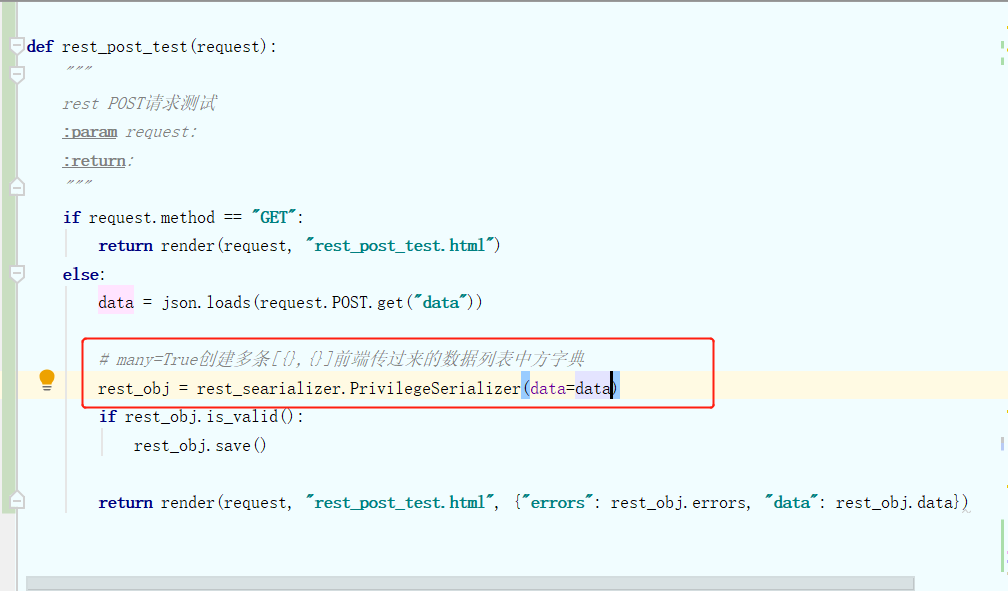 def rest_post_test(request):
"""
rest POST请求测试
:param request:
:return:
"""
if request.method == "GET":
return render(request, "rest_post_test.html")
else:
data = json.loads(request.POST.get("data"))
# many=True创建多条[{},{}]前端传过来的数据列表中方字典
rest_obj = rest_searializer.PrivilegeSerializer(data=data)
if rest_obj.is_valid():
rest_obj.save()
return render(request, "rest_post_test.html", {"errors": rest_obj.errors, "data": rest_obj.data})